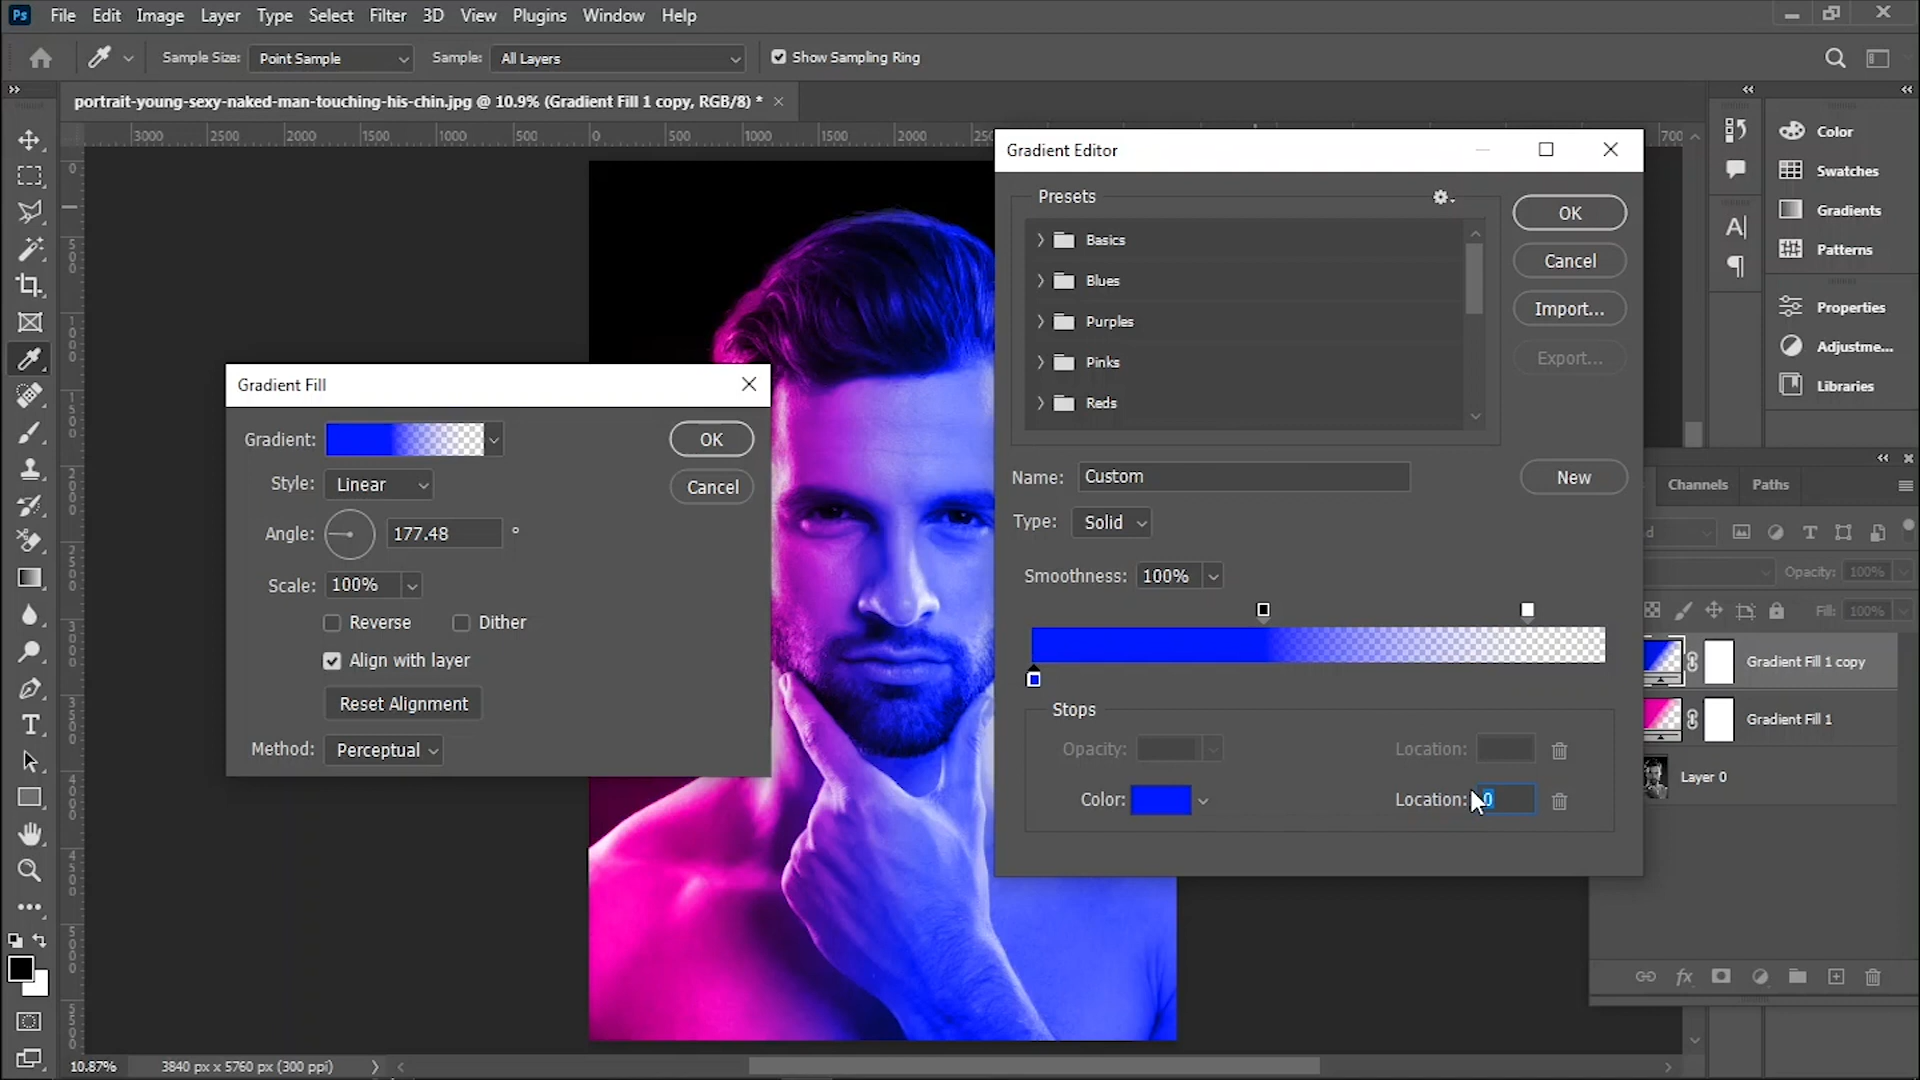 Ps File Edit Image Layer Type Select Filter 3D View Plugins Window Help
Sample Size: Point Sample Sample: All Layers Show Sampling Ring
portrait-young-sexy-naked-man-touching-his-chin.jpg @ 10.9% (Gradient Fill 1 copy, RGB/8) *
3000 2500 2000 1500 1000 500 0 500 1000 1500 2000
Gradient Editor
Presets
Basics
Blues
Purples
Pinks
Reds
OK
Cancel
Import...
Export...
Name: Custom
New
Type: Solid
Smoothness: 100%
Stops
Opacity: Location:
Color: Location: 0
Gradient Fill
Gradient:
OK
Style: Linear
Cancel
Angle: 177.48 °
Scale: 100%
Reverse Dither
Align with layer
Reset Alignment
Method: Perceptual
Color
Swatches
Gradients
Patterns
Properties
Adjustme...
Libraries
Channels Paths
Opacity: 100%
Fill: 100%
Gradient Fill 1 copy
Gradient Fill 1
Layer 0
fx
10.87% 3840 px x 5760 px (300 ppi)